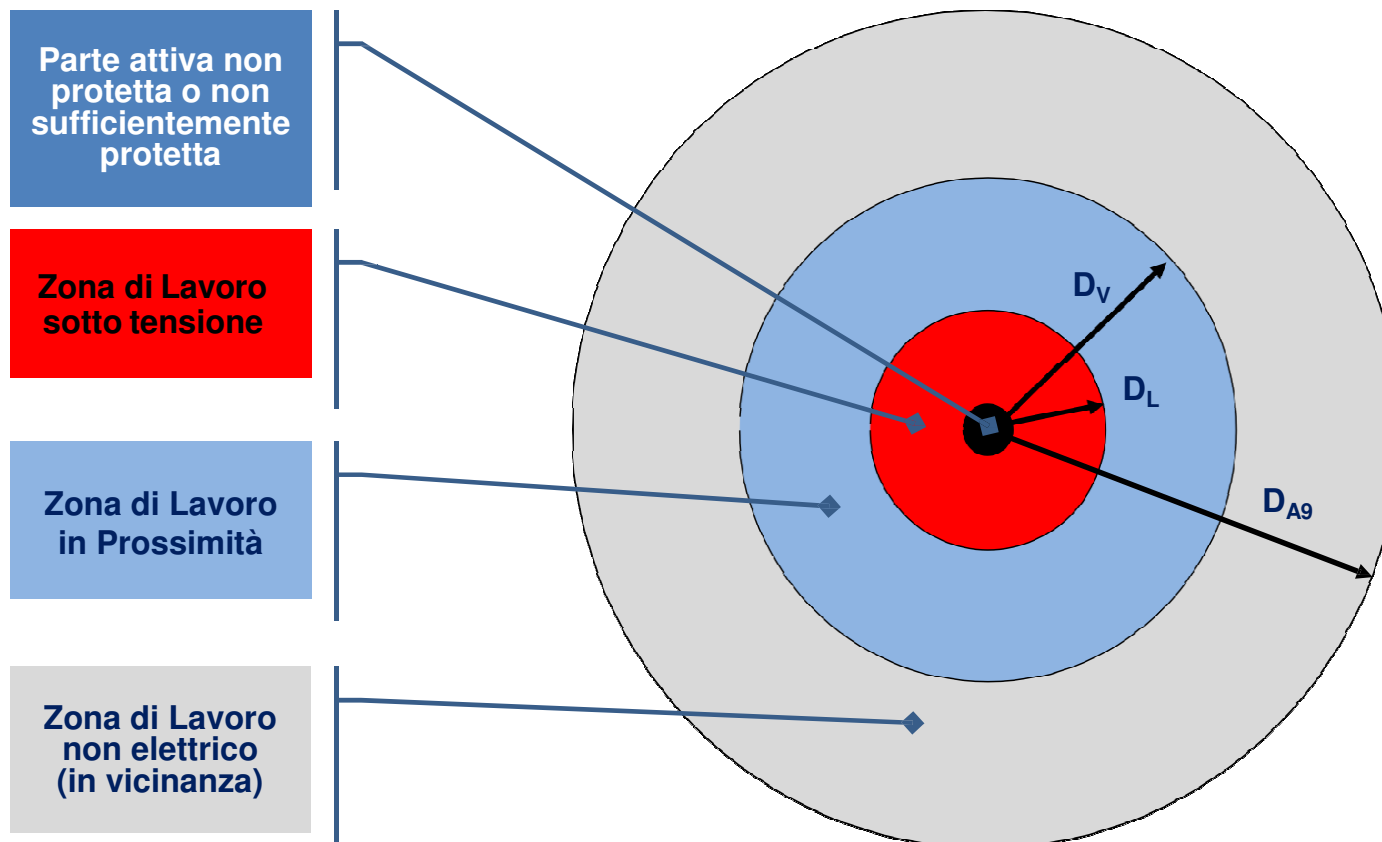 Parte attiva non
protetta o non
sufficientemente
protetta
Zona di Lavoro
sotto tensione
Zona di Lavoro
in Prossimità
Zona di Lavoro
non elettrico
(in vicinanza)
DV
DL
DA9